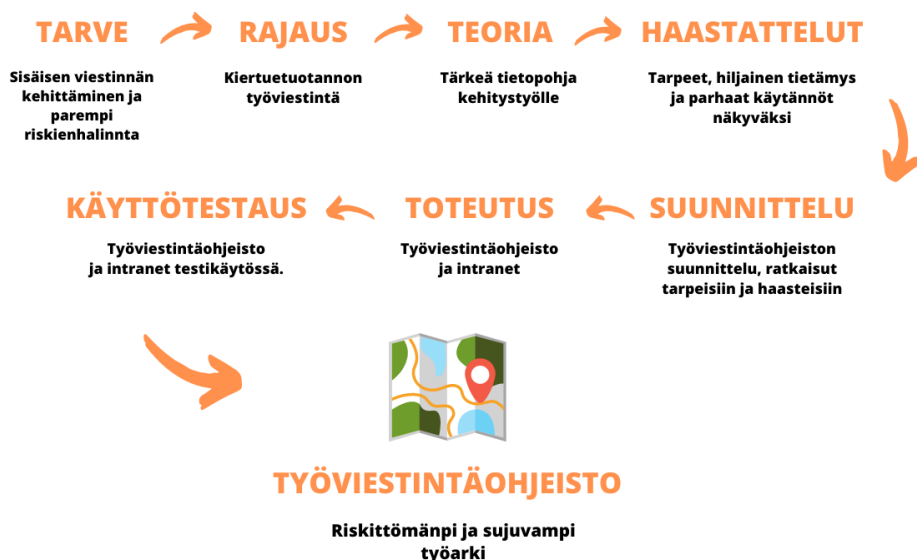 TARVE
RAJAUS
TEORIA
HAASTATTELUT
Sisäisen viestinnän
kehittäminen ja
parempi
riskienhalinnta
Kiertuetuotannon
työviestintä
Tärkeä tietopohja
kehitystyölle
Tarpeet, hiljainen tietämys
ja parhaat käytännöt
näkyväksi
SUUNNITTELU
Työviestintäohjeiston
suunnittelu, ratkaisut
tarpeisiin ja haasteisiin
TOTEUTUS
Työviestintäohjeisto
ja intranet
KÄYTTÖTESTAUS
Työviestintäohjeisto
ja intranet testikäytössä.
TYÖVIESTINTÄOHJEISTO
Riskittömänpi ja sujuvampi
työarki